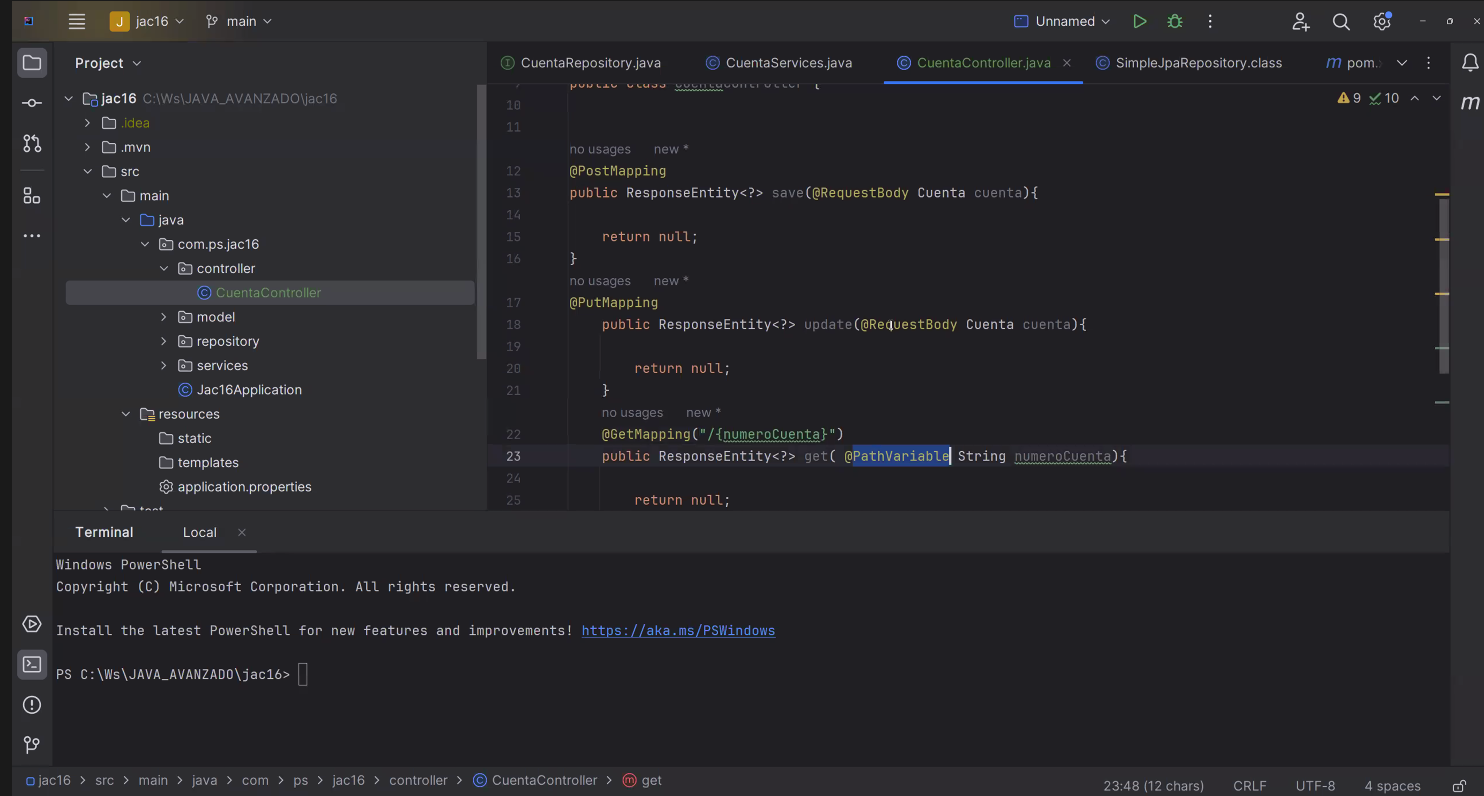 J jac16 main Unnamed
Project
CuentaRepository.java CuentaServices.java CuentaController.java SimpleJpaRepository.class pom.
jac16 C:\Ws\JAVA_AVANZADO\jac16
.idea
.mvn
src
main
java
com.ps.jac16
controller
CuentaController
model
repository
services
Jac16Application
resources
static
templates
application.properties
test
9 10
public class CuentaController {
10
11
no usages new *
12 @PostMapping
13 public ResponseEntity<?> save(@RequestBody Cuenta cuenta){
14
15 return null;
16 }
no usages new *
17 @PutMapping
18 public ResponseEntity<?> update(@RequestBody Cuenta cuenta){
19
20 return null;
21 }
no usages new *
22 @GetMapping("/{numeroCuenta}")
23 public ResponseEntity<?> get( @PathVariable String numeroCuenta){
24
25 return null;
Terminal Local
Windows PowerShell
Copyright (C) Microsoft Corporation. All rights reserved.
Install the latest PowerShell for new features and improvements! https://aka.ms/PSWindows
PS C:\Ws\JAVA_AVANZADO\jac16>
jac16 > src > main > java > com > ps > jac16 > controller > CuentaController > get
23:48 (12 chars) CRLF UTF-8 4 spaces